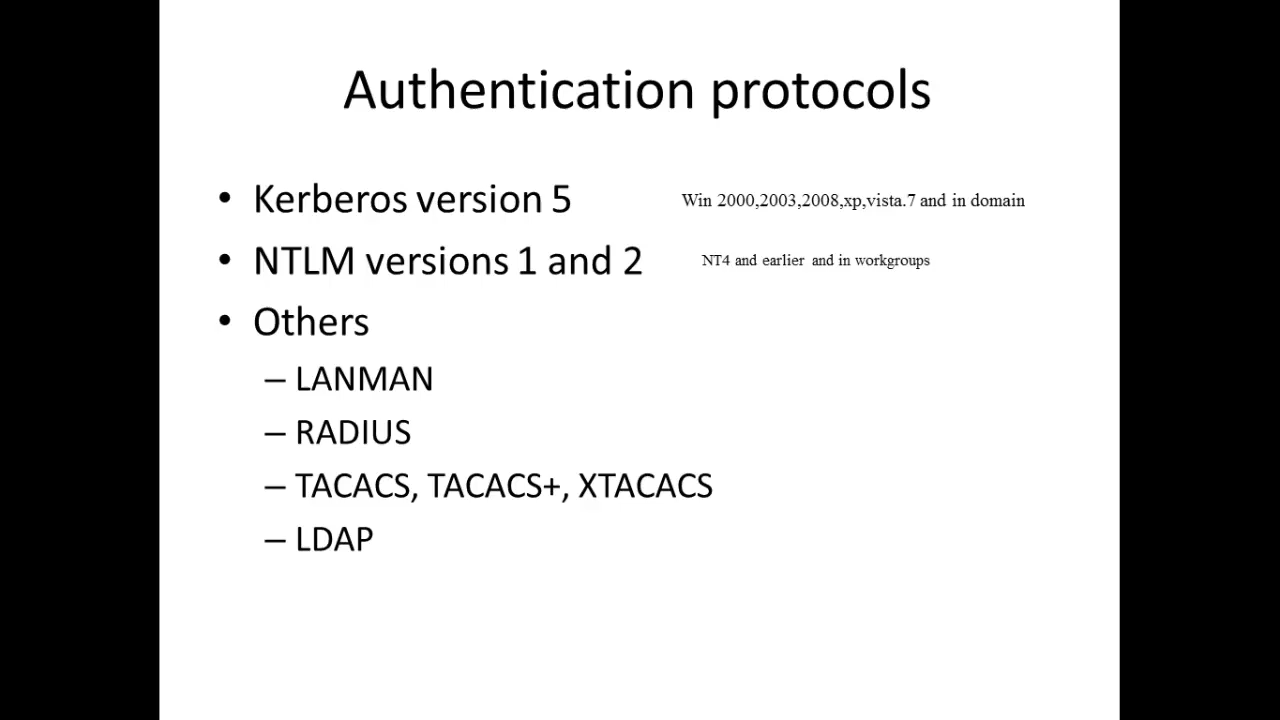 Authentication protocols
• Kerberos version 5 Win 2000,2003,2008,xp,vista.7 and in domain
• NTLM versions 1 and 2 NT4 and earlier and in workgroups
• Others
– LANMAN
– RADIUS
– TACACS, TACACS+, XTACACS
– LDAP